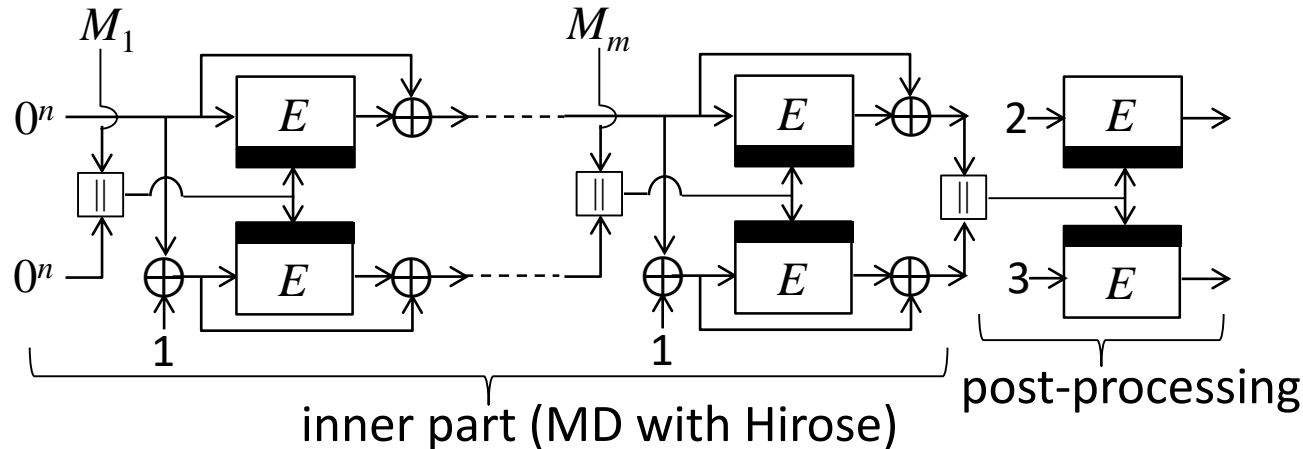 M₁ Mₘ
0ⁿ E ⊕ E ⊕ 2 E
|| || ||
0ⁿ ⊕ E ⊕ ⊕ E ⊕ 3 E
1 1
post-processing
inner part (MD with Hirose)